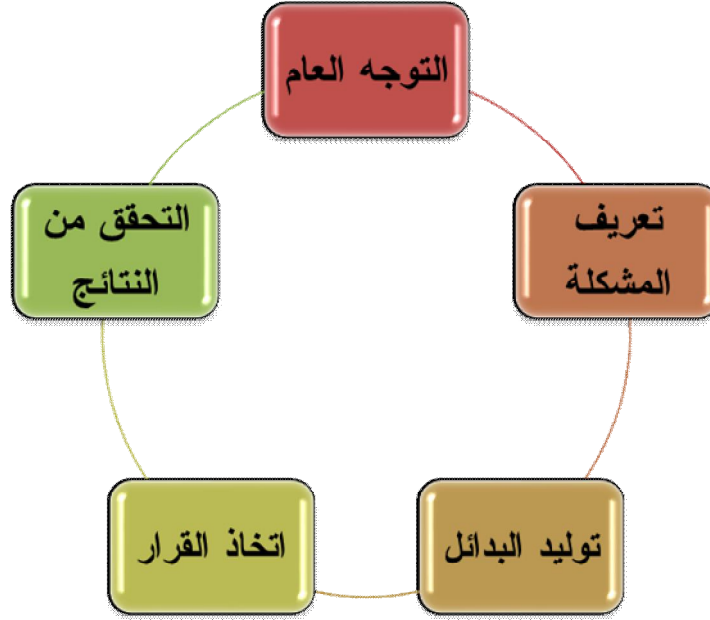 التوجه العام
تعريف
المشكلة
توليد البدائل
اتخاذ القرار
التحقق من
النتائج